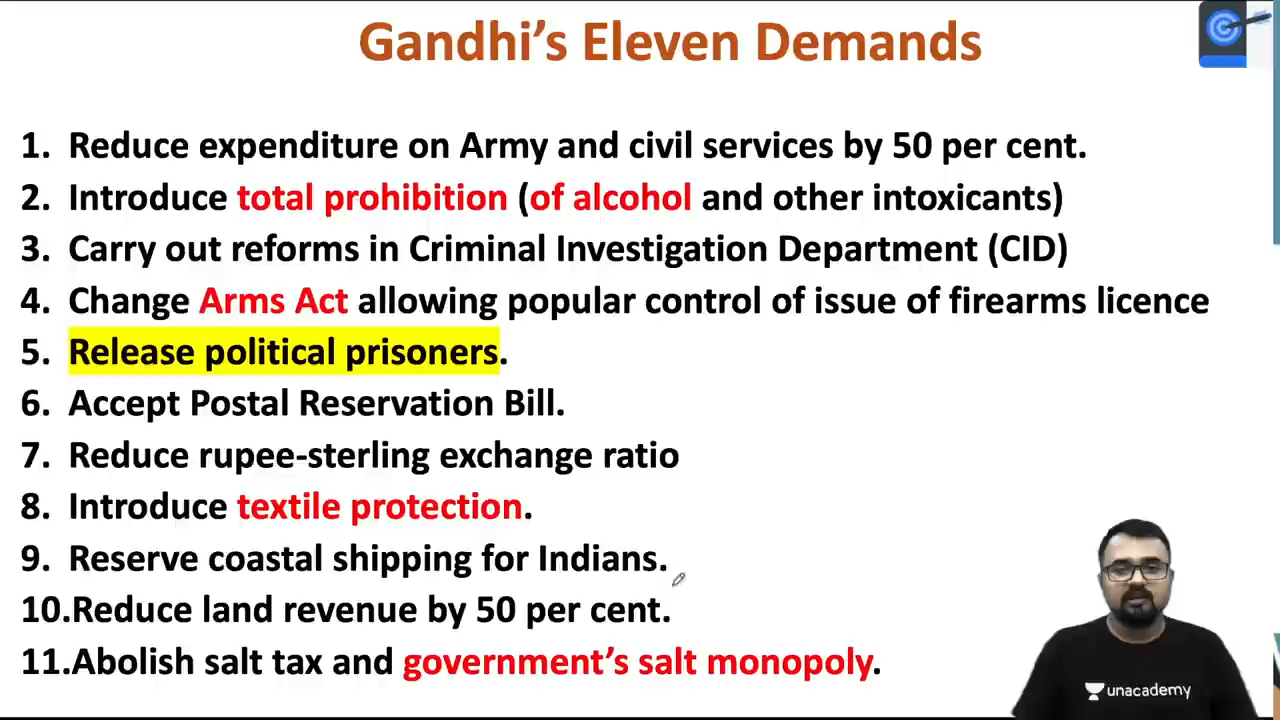 Gandhi’s Eleven Demands
1. Reduce expenditure on Army and civil services by 50 per cent.
2. Introduce total prohibition (of alcohol and other intoxicants)
3. Carry out reforms in Criminal Investigation Department (CID)
4. Change Arms Act allowing popular control of issue of firearms licence
5. Release political prisoners.
6. Accept Postal Reservation Bill.
7. Reduce rupee-sterling exchange ratio
8. Introduce textile protection.
9. Reserve coastal shipping for Indians.
10.Reduce land revenue by 50 per cent.
11.Abolish salt tax and government’s salt monopoly.
unacademy